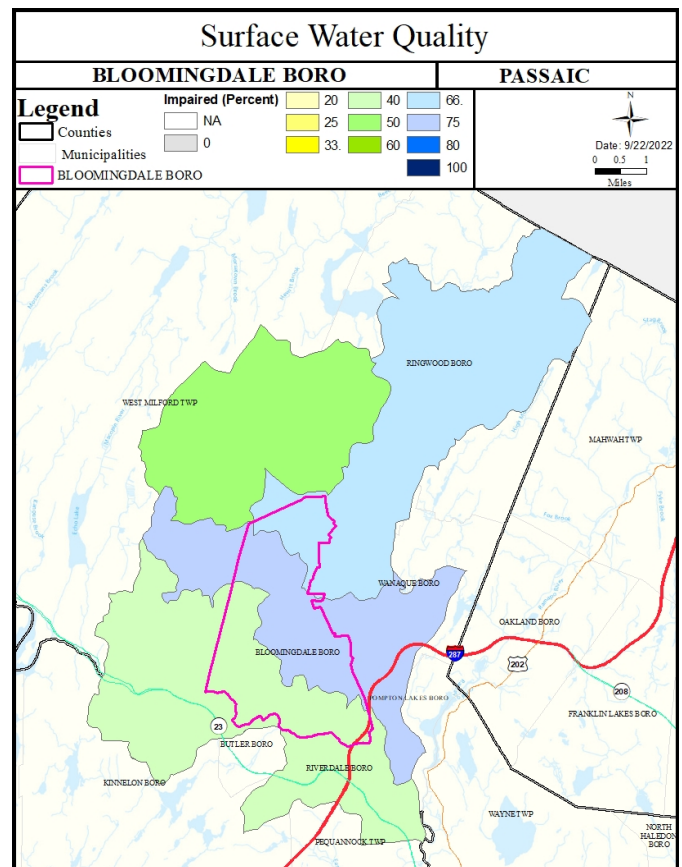 Surface Water Quality
BLOOMINGDALE BORO
PASSAIC
Legend
Counties
Municipalities
BLOOMINGDALE BORO
Impaired (Percent)
NA
0
20
25
33.
40
50
60
66.
75
80
100
N
Date: 9/22/2022
0 0.5 1
Miles
RINGWOOD BORO
WEST MILFORD TWP
MAHWAH TWP
WANAQUE BORO
OAKLAND BORO
BLOOMINGDALE BORO
287
202
208
POMPTON LAKES BORO
FRANKLIN LAKES BORO
23
BUTLER BORO
RIVERDALE BORO
KINNELON BORO
WAYNE TWP
NORTH
HALEDON
BORO
PEQUANNOCK TWP